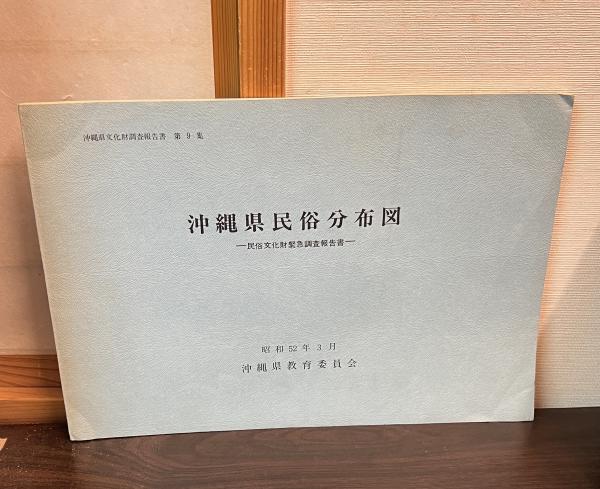 沖縄県文化財調査報告書 第9集
沖縄県民俗分布図
―民俗文化財緊急調査報告書―
昭和52年3月
沖縄県教育委員会